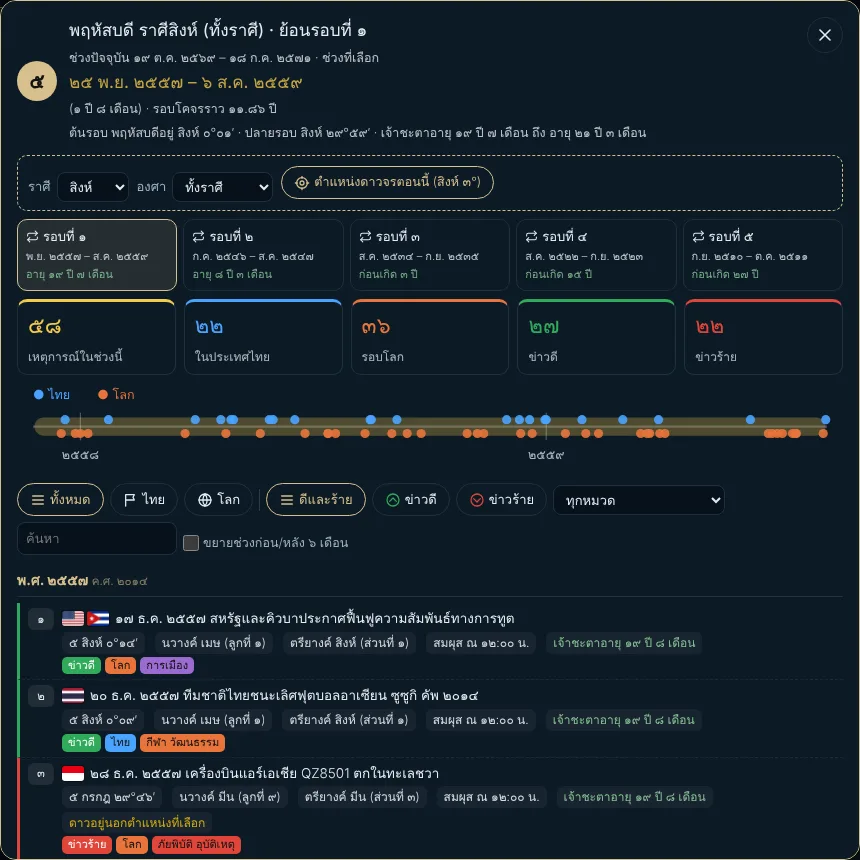 พฤหัสบดี ราศีสิงห์ (ทั้งราศี) · ย้อนรอบที่ ๑
ช่วงปัจจุบัน ๑๙ ต.ค. ๒๕๖๙ – ๑๘ ก.ค. ๒๕๗๑ · ช่วงที่เลือก
๕
๒๕ พ.ย. ๒๕๕๗ – ๖ ส.ค. ๒๕๕๙
(๑ ปี ๘ เดือน) · รอบโคจรราว ๑๑.๘๖ ปี
ต้นรอบ พฤหัสบดีอยู่ สิงห์ ๐°๐๑′ · ปลายรอบ สิงห์ ๒๙°๕๙′ · เจ้าชะตาอายุ ๑๙ ปี ๗ เดือน ถึง อายุ ๒๑ ปี ๓ เดือน
ราศี สิงห์ องศา ทั้งราศี ตำแหน่งดาวจรตอนนี้ (สิงห์ ๓°)
รอบที่ ๑ รอบที่ ๒ รอบที่ ๓ รอบที่ ๔ รอบที่ ๕
พ.ย. ๒๕๕๗ – ส.ค. ๒๕๕๙ ก.ค. ๒๕๔๖ – ส.ค. ๒๕๔๗ ส.ค. ๒๕๓๔ – ก.ย. ๒๕๓๕ ส.ค. ๒๕๒๒ – ก.ย. ๒๕๒๓ ก.ย. ๒๕๑๐ – ต.ค. ๒๕๑๑
อายุ ๑๙ ปี ๗ เดือน อายุ ๘ ปี ๓ เดือน ก่อนเกิด ๓ ปี ก่อนเกิด ๑๕ ปี ก่อนเกิด ๒๗ ปี
๕๘ ๒๒ ๓๖ ๒๗ ๒๒
เหตุการณ์ในช่วงนี้ ในประเทศไทย รอบโลก ข่าวดี ข่าวร้าย
ไทย โลก
๒๕๕๘ ๒๕๕๙
ทั้งหมด ไทย โลก ดีและร้าย ข่าวดี ข่าวร้าย ทุกหมวด
ค้นหา ขยายช่วงก่อน/หลัง ๖ เดือน
พ.ศ. ๒๕๕๗ ค.ศ. ๒๐๑๔
๑ ๑๗ ธ.ค. ๒๕๕๗ สหรัฐและคิวบาประกาศฟื้นฟูความสัมพันธ์ทางการทูต
๕ สิงห์ ๐°๑๔′ นวางค์ เมษ (ลูกที่ ๑) ตรียางค์ สิงห์ (ส่วนที่ ๑) สมผุส ณ ๑๒:๐๐ น. เจ้าชะตาอายุ ๑๙ ปี ๘ เดือน
ข่าวดี โลก การเมือง
๒ ๒๐ ธ.ค. ๒๕๕๗ ทีมชาติไทยชนะเลิศฟุตบอลอาเซียน ซูซูกิ คัพ ๒๐๑๔
๕ สิงห์ ๐°๐๙′ นวางค์ เมษ (ลูกที่ ๑) ตรียางค์ สิงห์ (ส่วนที่ ๑) สมผุส ณ ๑๒:๐๐ น. เจ้าชะตาอายุ ๑๙ ปี ๘ เดือน
ข่าวดี ไทย กีฬา วัฒนธรรม
๓ ๒๘ ธ.ค. ๒๕๕๗ เครื่องบินแอร์เอเชีย QZ8501 ตกในทะเลชวา
๕ กรกฎ ๒๙°๔๖′ นวางค์ มีน (ลูกที่ ๙) ตรียางค์ มีน (ส่วนที่ ๓) สมผุส ณ ๑๒:๐๐ น. เจ้าชะตาอายุ ๑๙ ปี ๘ เดือน
ดาวอยู่นอกตำแหน่งที่เลือก
ข่าวร้าย โลก ภัยพิบัติ อุบัติเหตุ